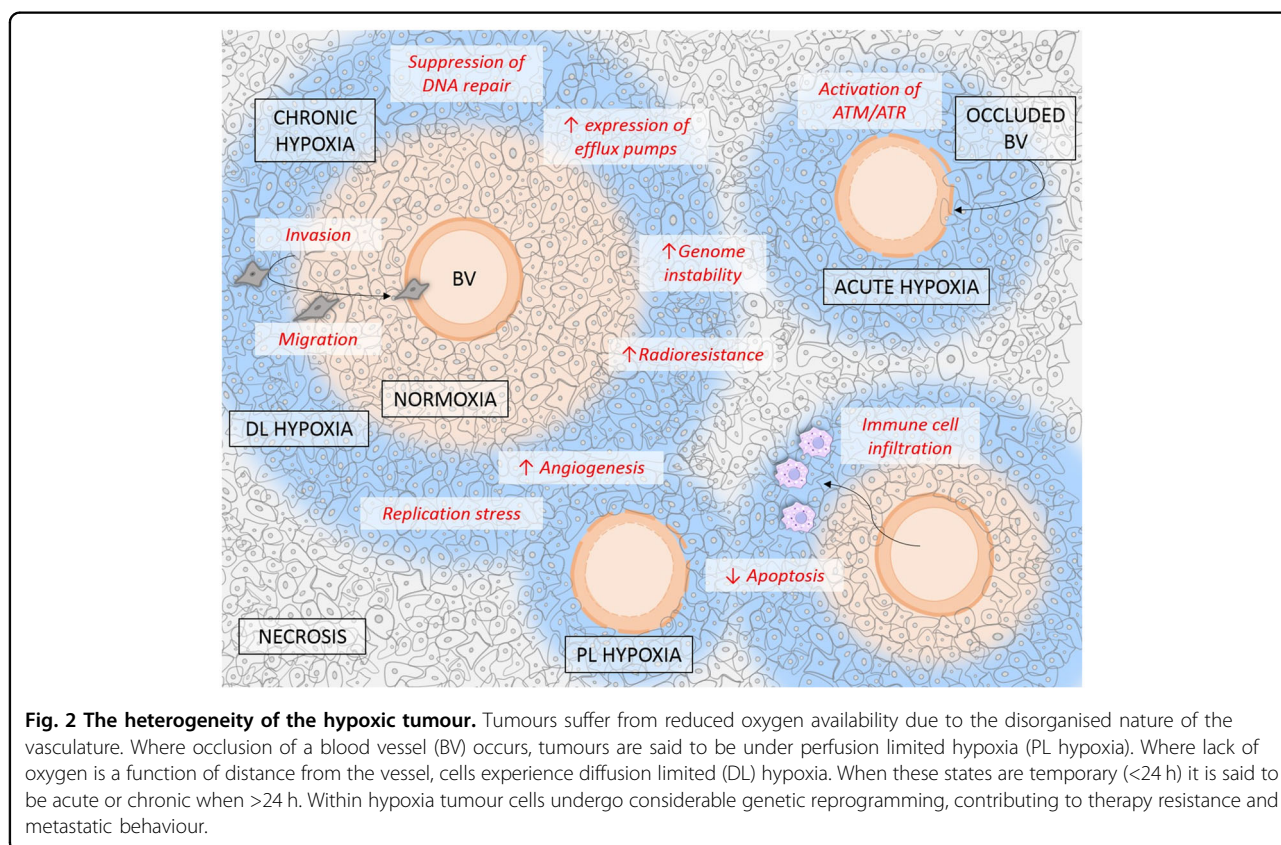 Suppression of
DNA repair
CHRONIC
HYPOXIA
↑ expression of
efflux pumps
Activation of
ATM/ATR
OCCLUDED
BV
Invasion
BV
↑Genome
instability
ACUTE HYPOXIA
Migration
↑Radioresistance
NORMOXIA
DL HYPOXIA
Immune cell
infiltration
↑ Angiogenesis
Replication stress
↓ Apoptosis
NECROSIS
PL HYPOXIA
Fig. 2 The heterogeneity of the hypoxic tumour. Tumours suffer from reduced oxygen availability due to the disorganised nature of the
vasculature. Where occlusion of a blood vessel (BV) occurs, tumours are said to be under perfusion limited hypoxia (PL hypoxia). Where lack of
oxygen is a function of distance from the vessel, cells experience diffusion limited (DL) hypoxia. When these states are temporary (<24 h) it is said to
be acute or chronic when >24 h. Within hypoxia tumour cells undergo considerable genetic reprogramming, contributing to therapy resistance and
metastatic behaviour.